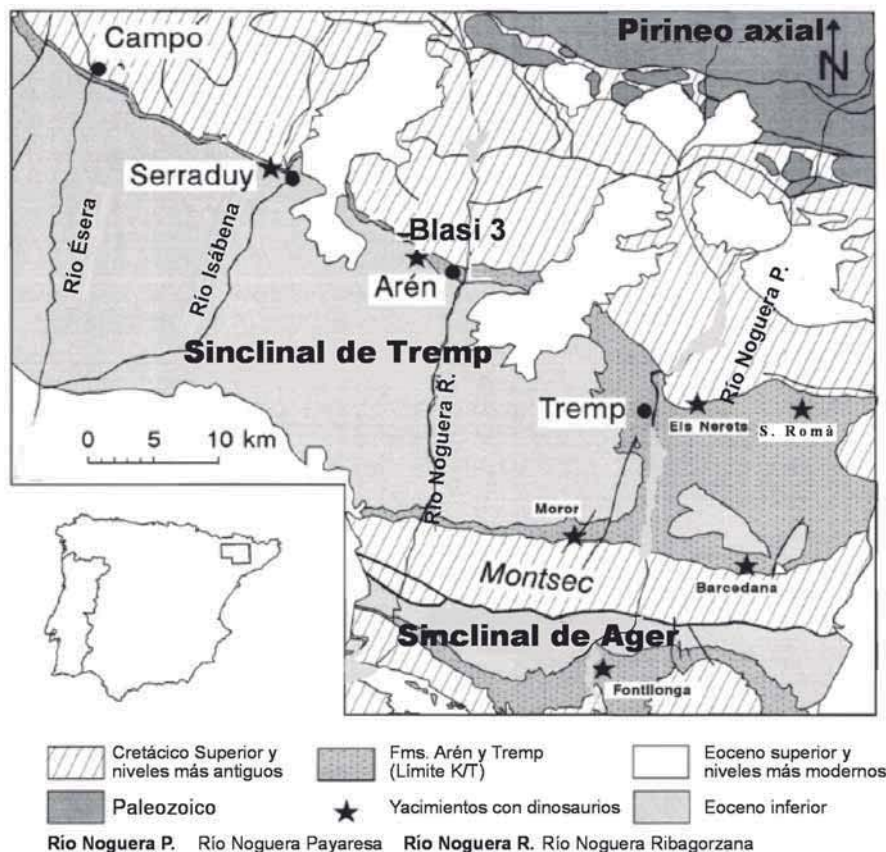 Pirineo axial
N
Campo
Serraduy
Blasi 3
Arén
Río Ésera
Río Isábena
Río Noguera P.
Sinclinal de Tremp
Tremp
Els Nerets
S. Romà
0 5 10 km
Río Noguera R.
Moror
Montsec
Barcedana
Sinclinal de Ager
Fontllonga
Cretácico Superior y
niveles más antiguos
Fms. Arén y Tremp
(Límite K/T)
Eoceno superior y
niveles más modernos
Paleozoico
Yacimientos con dinosaurios
Eoceno inferior
Río Noguera P. Río Noguera Payaresa Río Noguera R. Río Noguera Ribagorzana